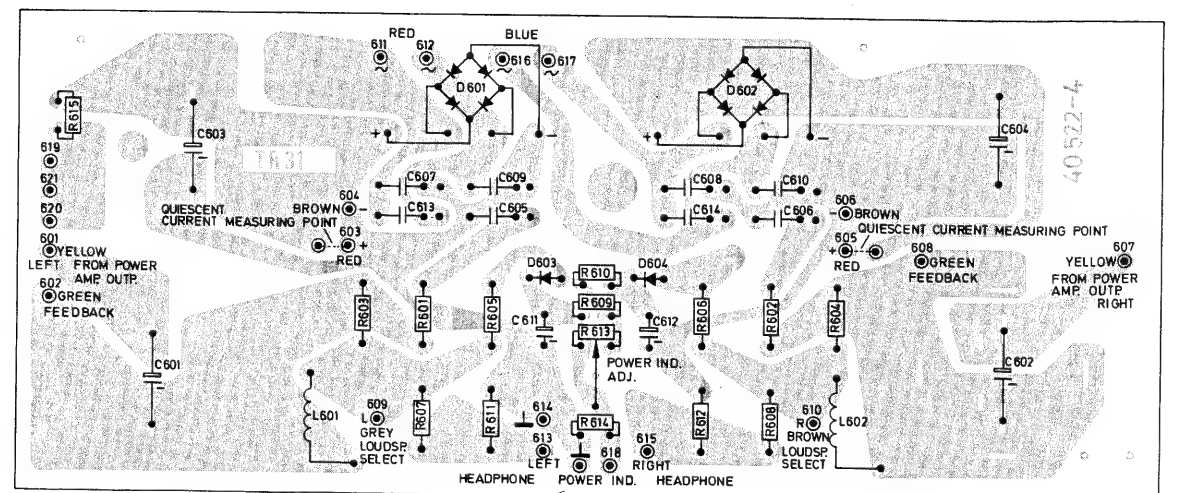 RED
BLUE
611
612
616
617
D601
D602
R615
C603
C604
TA31
40522-4
619
621
620
601
YELLOW
LEFT FROM POWER
AMP. OUTP.
602
GREEN
FEEDBACK
QUIESCENT
CURRENT MEASURING POINT
604
BROWN
603
RED
C607
C609
C613
C605
C608
C610
C614
C606
606
BROWN
QUIESCENT CURRENT MEASURING POINT
605
RED
608
GREEN
FEEDBACK
607
YELLOW
FROM POWER
AMP. OUTP.
RIGHT
D603
R610
D604
R603
R601
R605
C611
R609
R613
C612
R606
R602
R604
POWER IND.
ADJ.
C601
C602
L601
609
L
GREY
LOUDSP.
SELECT
R607
R611
614
613
LEFT
R614
618
615
RIGHT
R612
R608
610
R
BROWN
LOUDSP.
SELECT
L602
HEADPHONE POWER IND. HEADPHONE